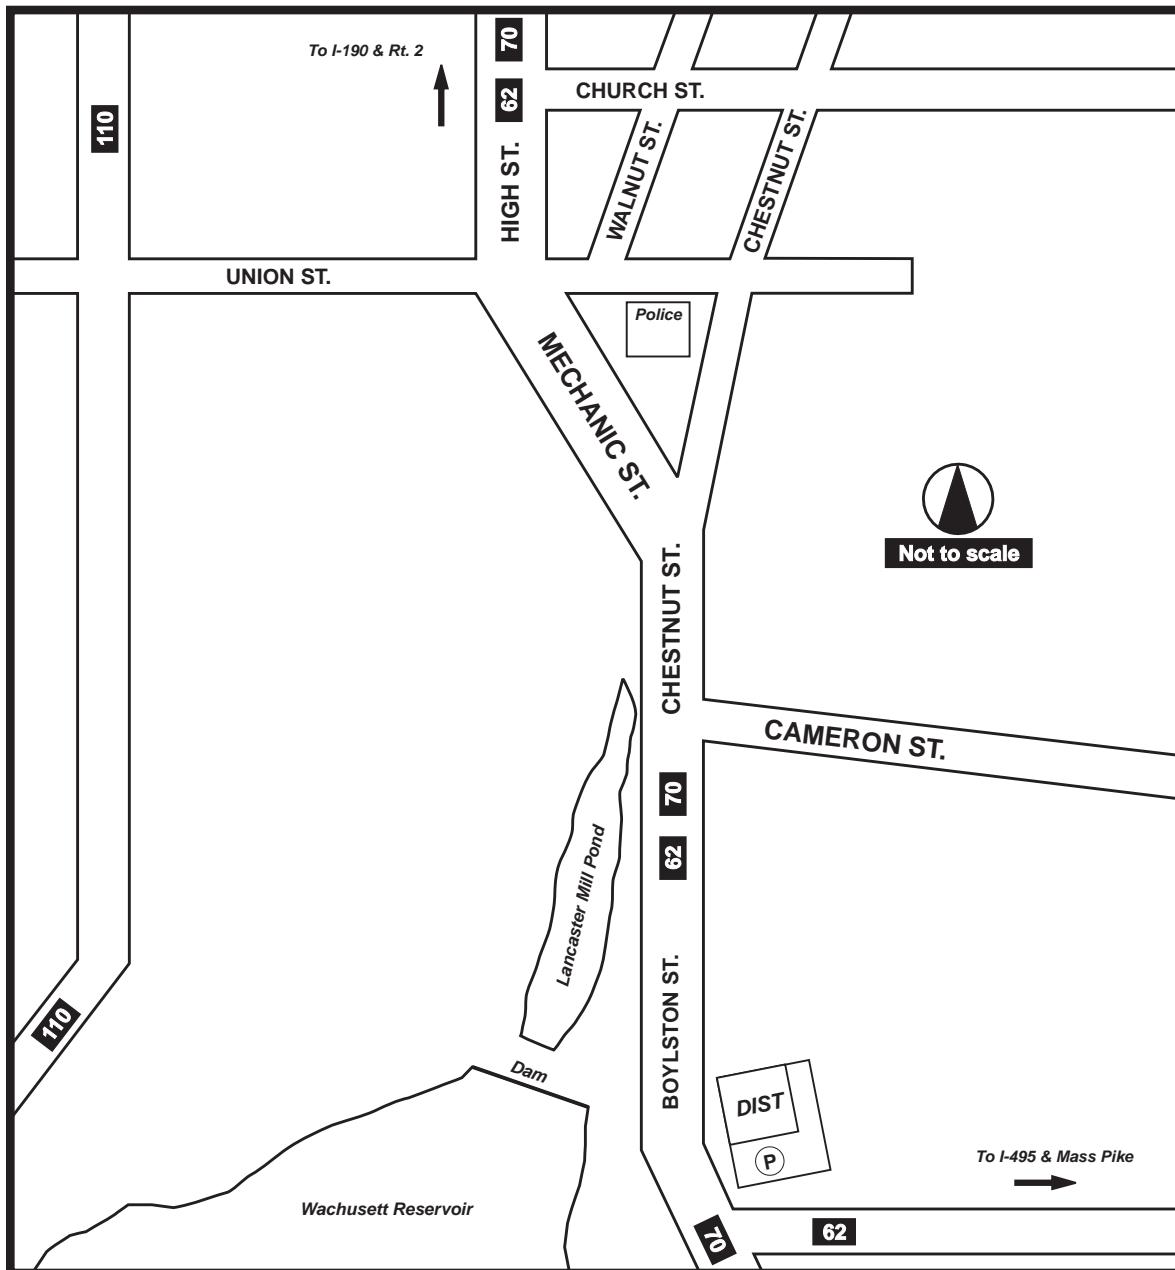 70
To I-190 & Rt. 2
62
CHURCH ST.
110
HIGH ST.
WALNUT ST.
CHESTNUT ST.
UNION ST.
Police
MECHANIC ST.
Not to scale
CHESTNUT ST.
CAMERON ST.
70
62
Lancaster Mill Pond
BOYLSTON ST.
110
Dam
DIST
P
To I-495 & Mass Pike
Wachusett Reservoir
70
62